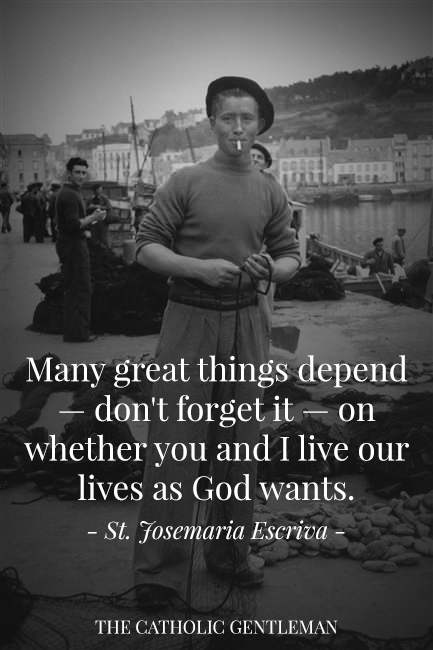 Many great things depend
— don't forget it — on
whether you and I live our
lives as God wants.
- St. Josemaria Escriva -
THE CATHOLIC GENTLEMAN